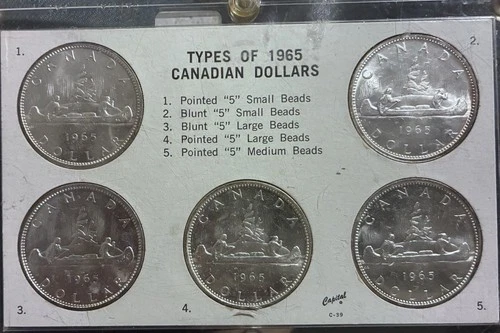 TYPES OF 1965
CANADIAN DOLLARS
1. Pointed "5" Small Beads
2. Blunt "5" Small Beads
3. Blunt "5" Large Beads
4. Pointed "5" Large Beads
5. Pointed "5" Medium Beads
1.
CANADA
1965
DOLLAR
2.
CANADA
1965
DOLLAR
3.
CANADA
1965
DOLLAR
4.
CANADA
1965
DOLLAR
5.
CANADA
1965
DOLLAR
Capital
C-38